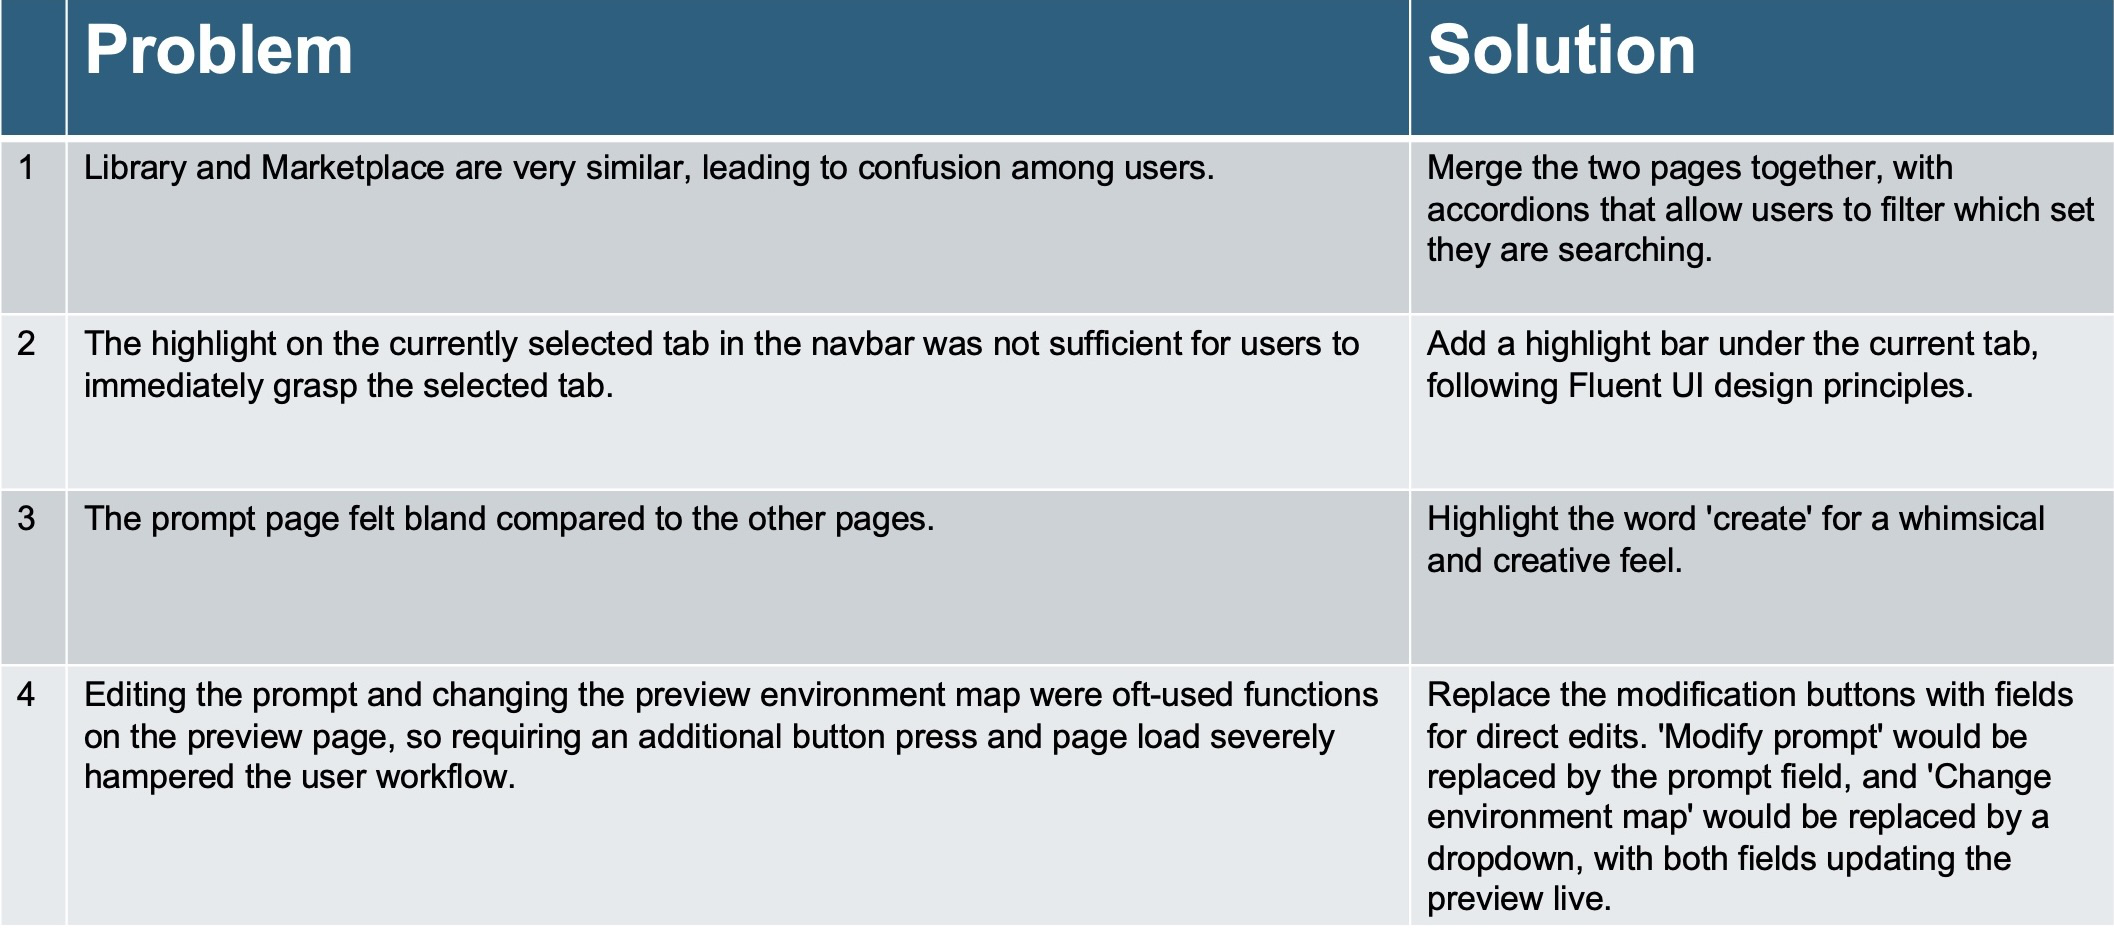 Problem
Solution
1
Library and Marketplace are very similar, leading to confusion among users.
Merge the two pages together, with
accordions that allow users to filter which set
they are searching.
2
The highlight on the currently selected tab in the navbar was not sufficient for users to
immediately grasp the selected tab.
Add a highlight bar under the current tab,
following Fluent UI design principles.
3
The prompt page felt bland compared to the other pages.
Highlight the word 'create' for a whimsical
and creative feel.
4
Editing the prompt and changing the preview environment map were oft-used functions
on the preview page, so requiring an additional button press and page load severely
hampered the user workflow.
Replace the modification buttons with fields
for direct edits. 'Modify prompt' would be
replaced by the prompt field, and 'Change
environment map' would be replaced by a
dropdown, with both fields updating the
preview live.